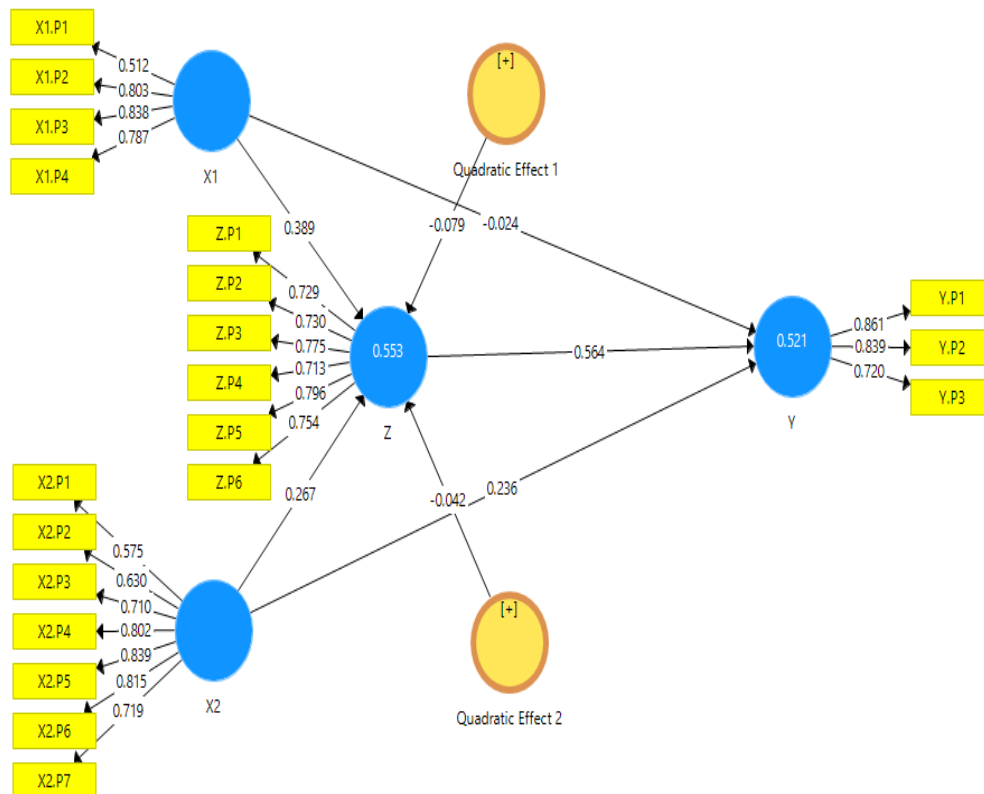 X1.P1
X1.P2
X1.P3
X1.P4
0.512
0.803
0.838
0.787
X1
[+]
Quadratic Effect 1
-0.079
-0.024
0.389
Z.P1
Z.P2
Z.P3
Z.P4
Z.P5
Z.P6
0.729
0.730
0.775
0.713
0.796
0.754
0.553
Z
0.564
0.521
Y
0.861
0.839
0.720
Y.P1
Y.P2
Y.P3
0.267
-0.042
0.236
X2.P1
X2.P2
X2.P3
X2.P4
X2.P5
X2.P6
X2.P7
0.575
0.630
0.710
0.802
0.839
0.815
0.719
X2
[+]
Quadratic Effect 2